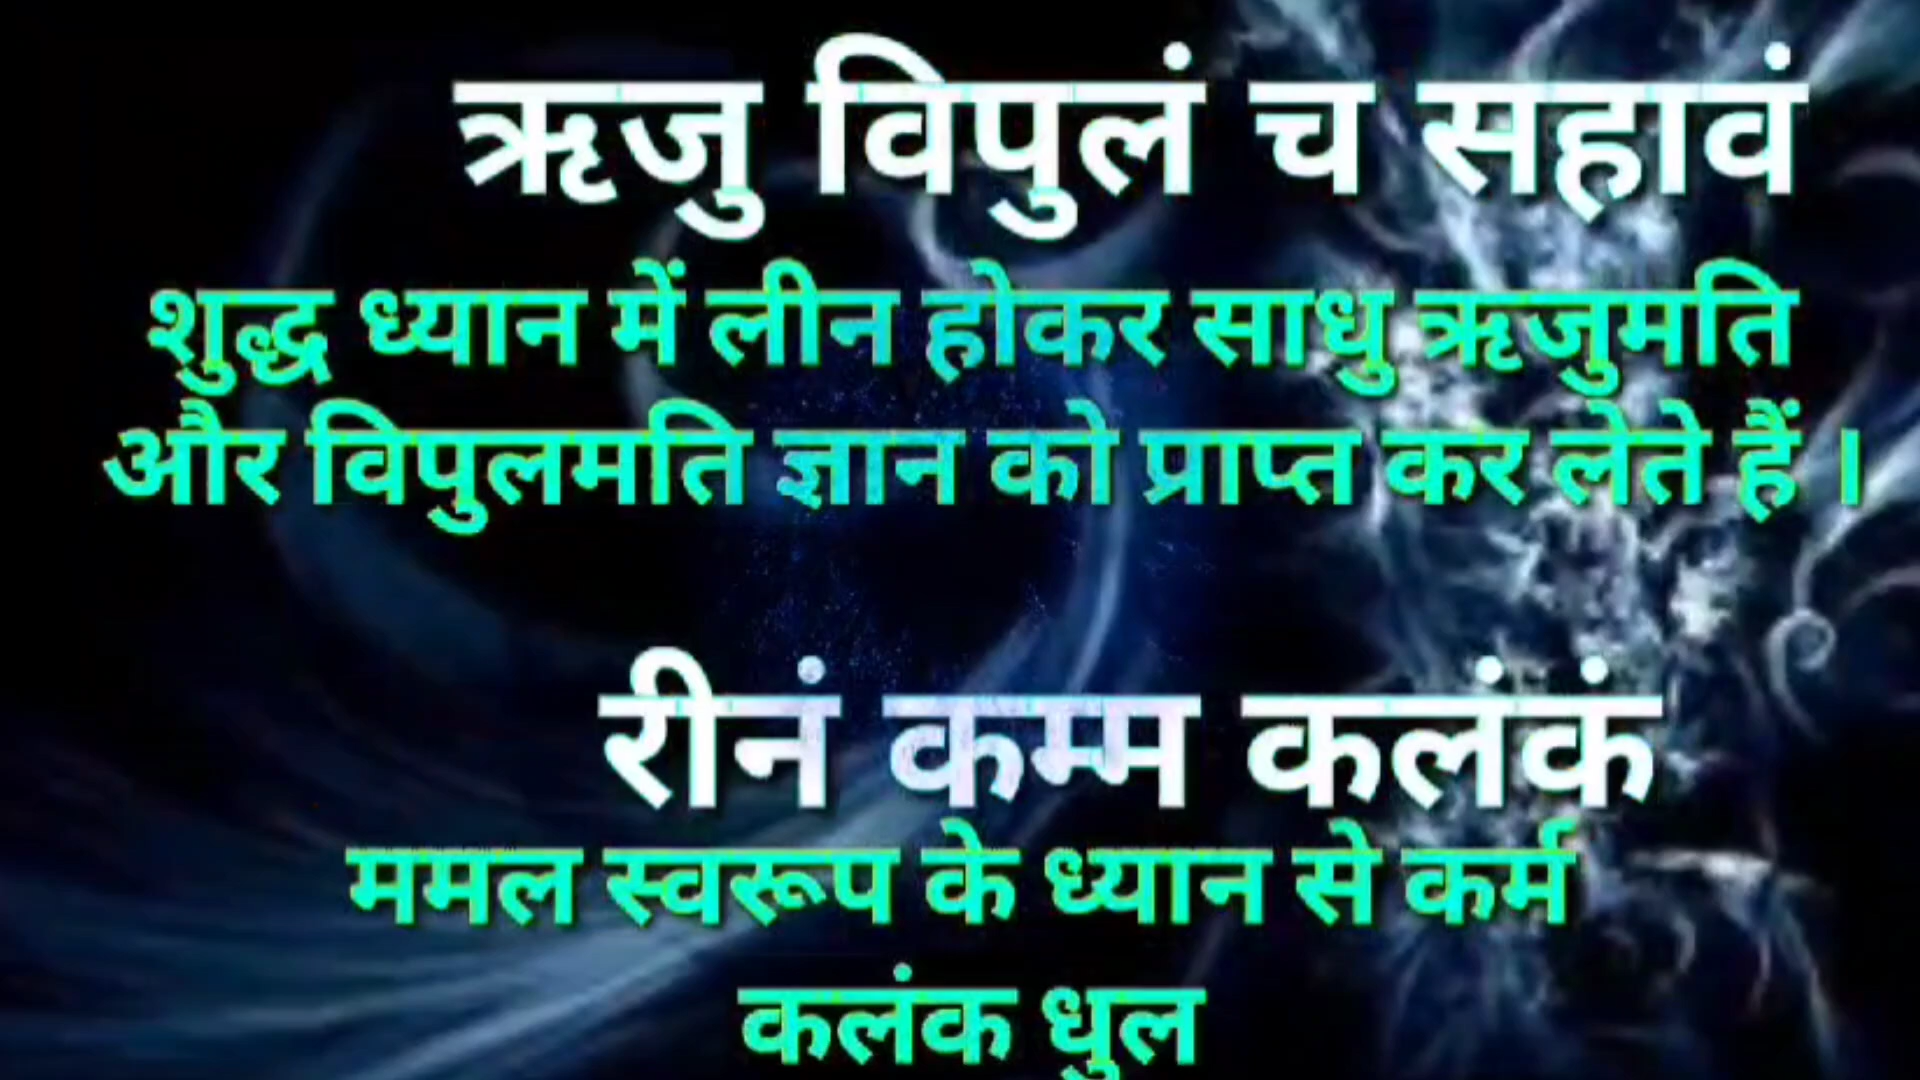 ऋजु विपुलं च सहावं
शुद्ध ध्यान में लीन होकर साधु ऋजुमति
और विपुलमति ज्ञान को प्राप्त कर लेते हैं ।
रीनं कम्म कलंकं
ममल स्वरूप के ध्यान से कर्म
कलंक धुल